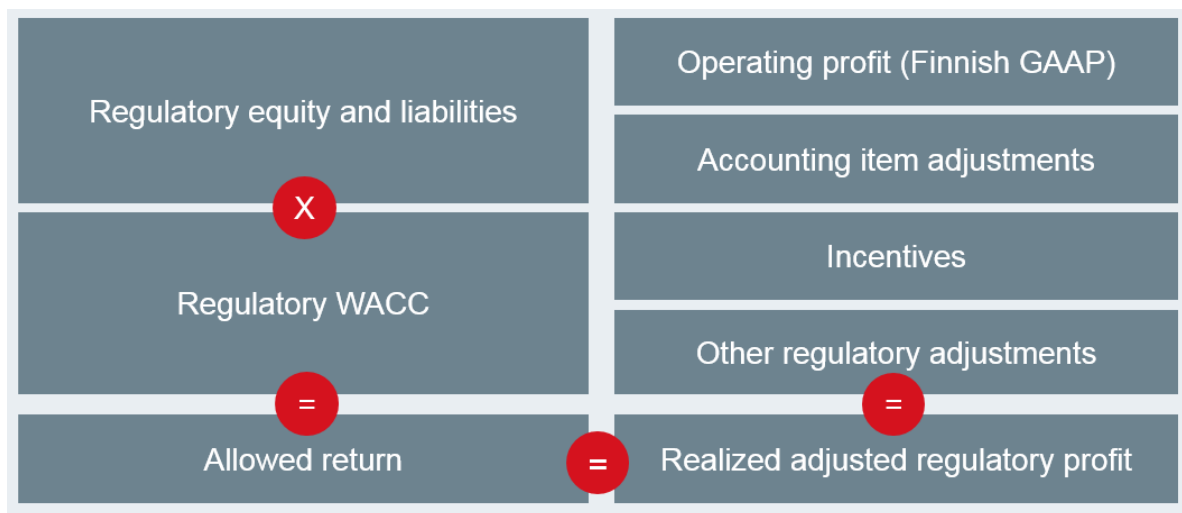 Regulatory equity and liabilities
X
Regulatory WACC
=
Allowed return
=
Operating profit (Finnish GAAP)
Accounting item adjustments
Incentives
Other regulatory adjustments
=
Realized adjusted regulatory profit